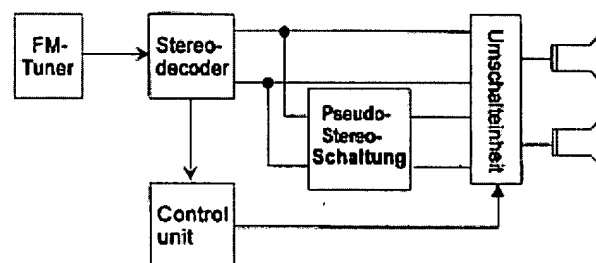 FM-
Tuner
Stereo-
decoder
Pseudo-
Stereo-
Schaltung
Umschalteinheit
Control
unit